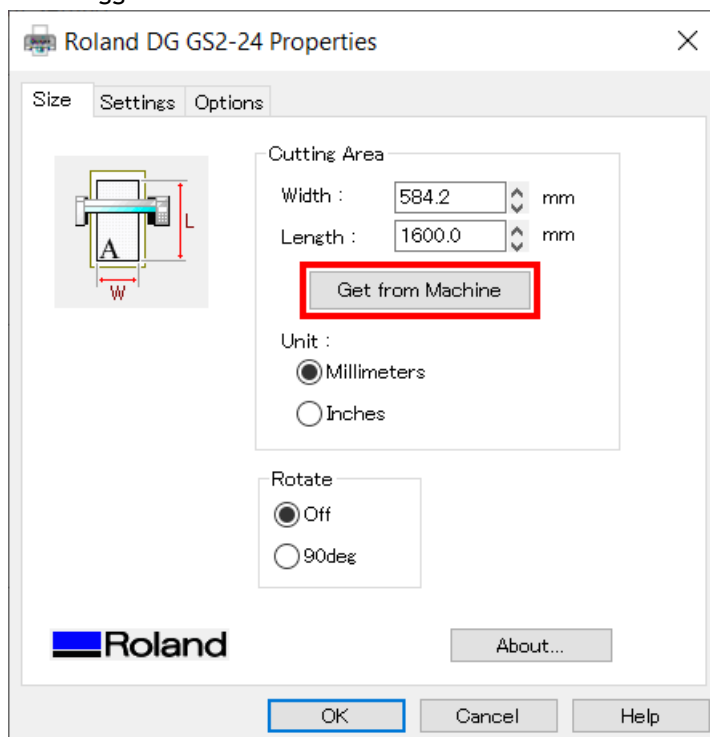 Roland DG GS2-24 Properties
Size Settings Options
Cutting Area
Width : 584.2 mm
Length : 1600.0 mm
L
A
W
Get from Machine
Unit :
Millimeters
Inches
Rotate
Off
90deg
Roland
About...
OK Cancel Help